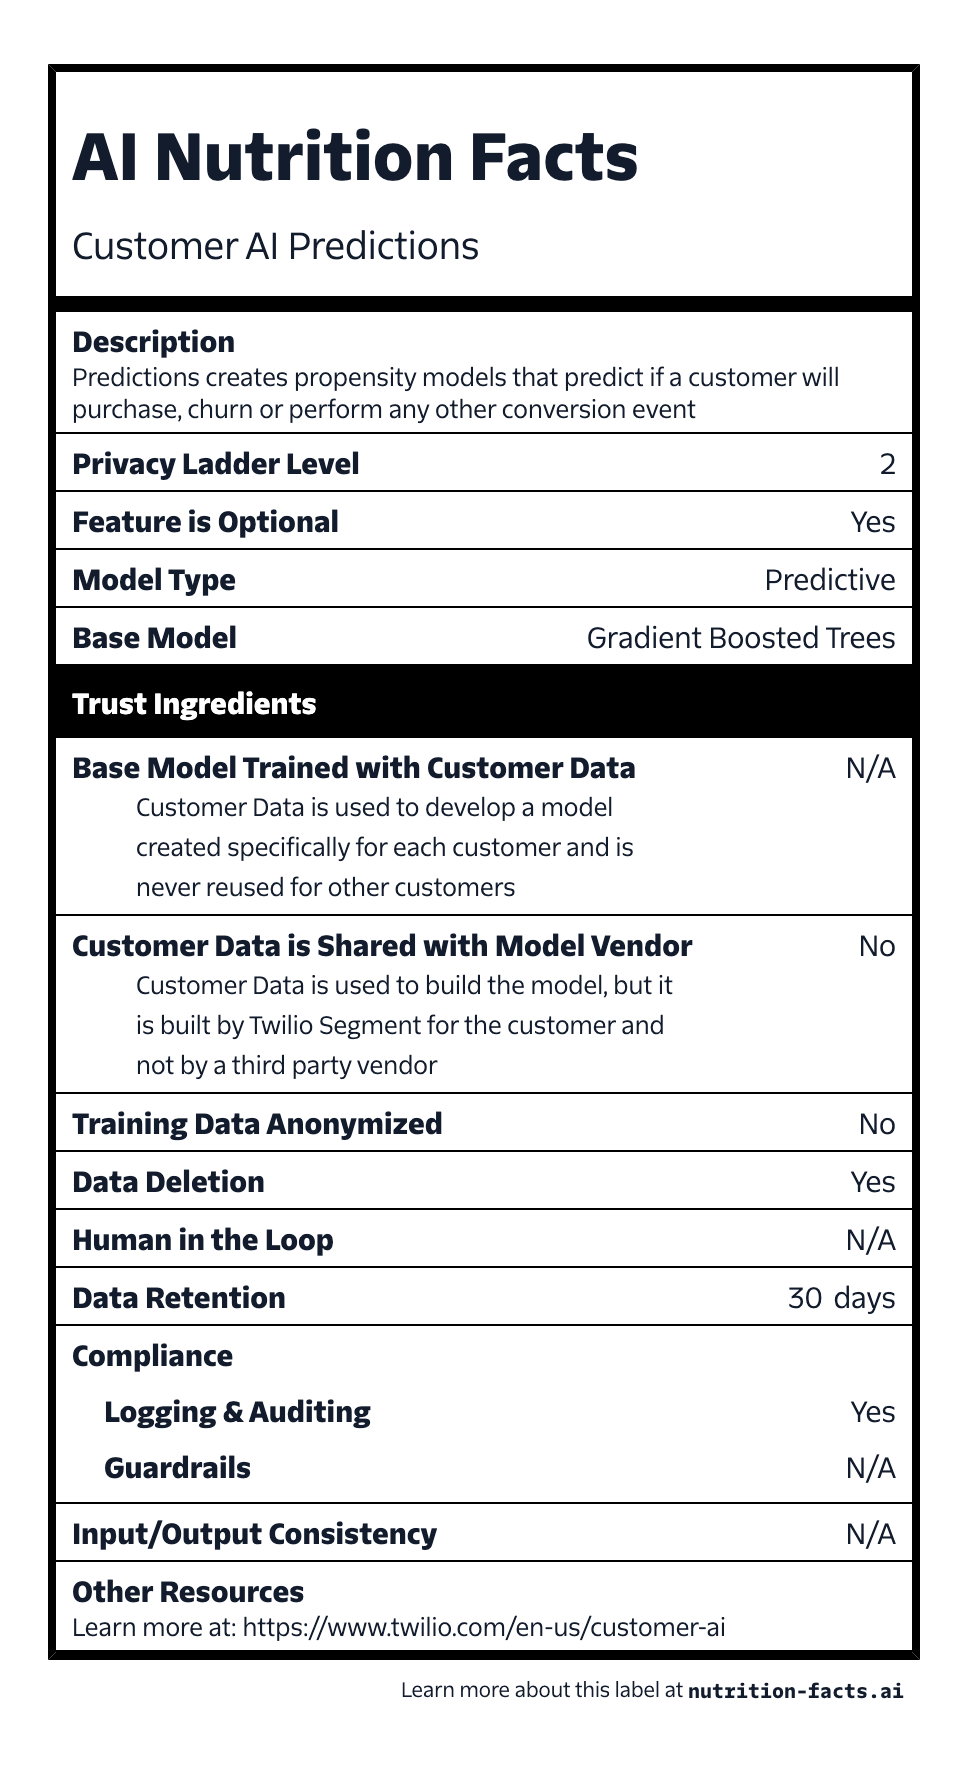 AI Nutrition Facts
Customer AI Predictions
Description
Predictions creates propensity models that predict if a customer will
purchase, churn or perform any other conversion event
Privacy Ladder Level 2
Feature is Optional Yes
Model Type Predictive
Base Model Gradient Boosted Trees
Trust Ingredients
Base Model Trained with Customer Data N/A
Customer Data is used to develop a model
created specifically for each customer and is
never reused for other customers
Customer Data is Shared with Model Vendor No
Customer Data is used to build the model, but it
is built by Twilio Segment for the customer and
not by a third party vendor
Training Data Anonymized No
Data Deletion Yes
Human in the Loop N/A
Data Retention 30 days
Compliance
Logging & Auditing Yes
Guardrails N/A
Input/Output Consistency N/A
Other Resources
Learn more at: https://www.twilio.com/en-us/customer-ai
Learn more about this label at nutrition-facts.ai